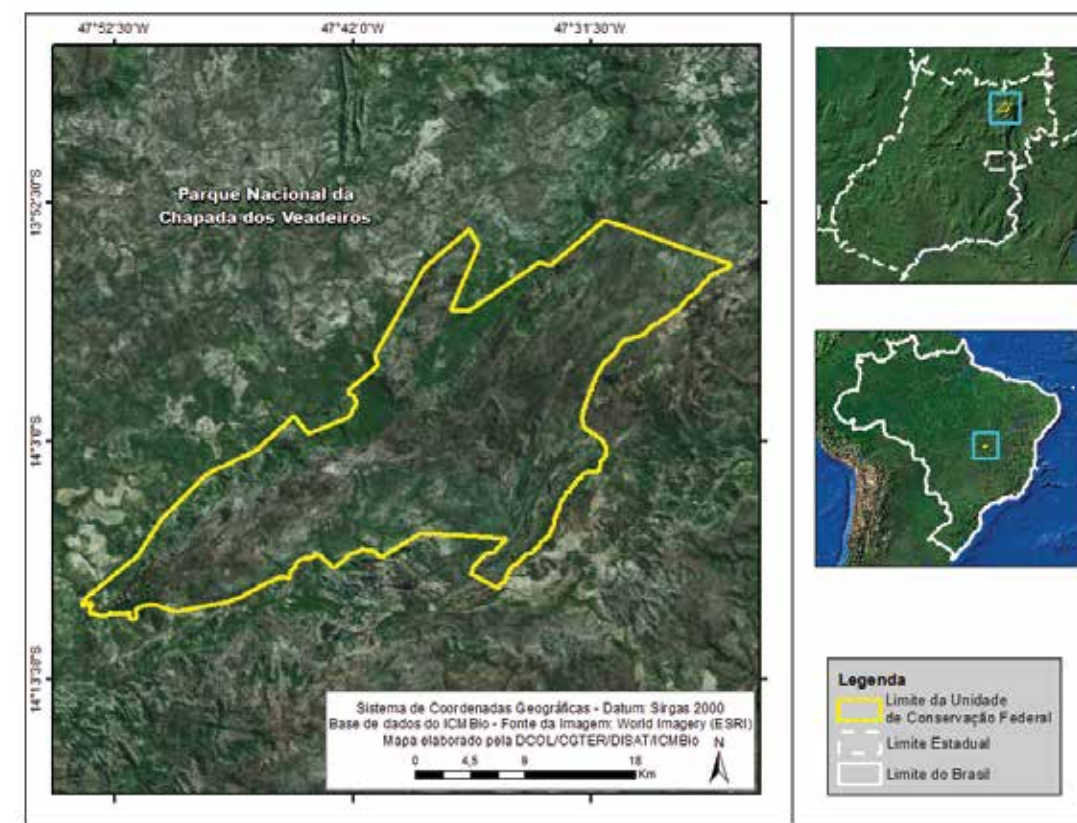 47°52'30"W
47°42'0"W
47°31'30"W
13°52'30"S
14°3'0"S
14°13'30"S
Parque Nacional da
Chapada dos Veadeiros
Sistema de Coordenadas Geográficas - Datum: Sirgas 2000
Base de dados do ICMBio - Fonte da Imagem: World Imagery (ESRI)
Mapa elaborado pela DCOL/CGTER/DISAT/ICMBio
N
0 4,5 9 18
Km
Legenda
Limite da Unidade
de Conservação Federal
Limite Estadual
Limite do Brasil